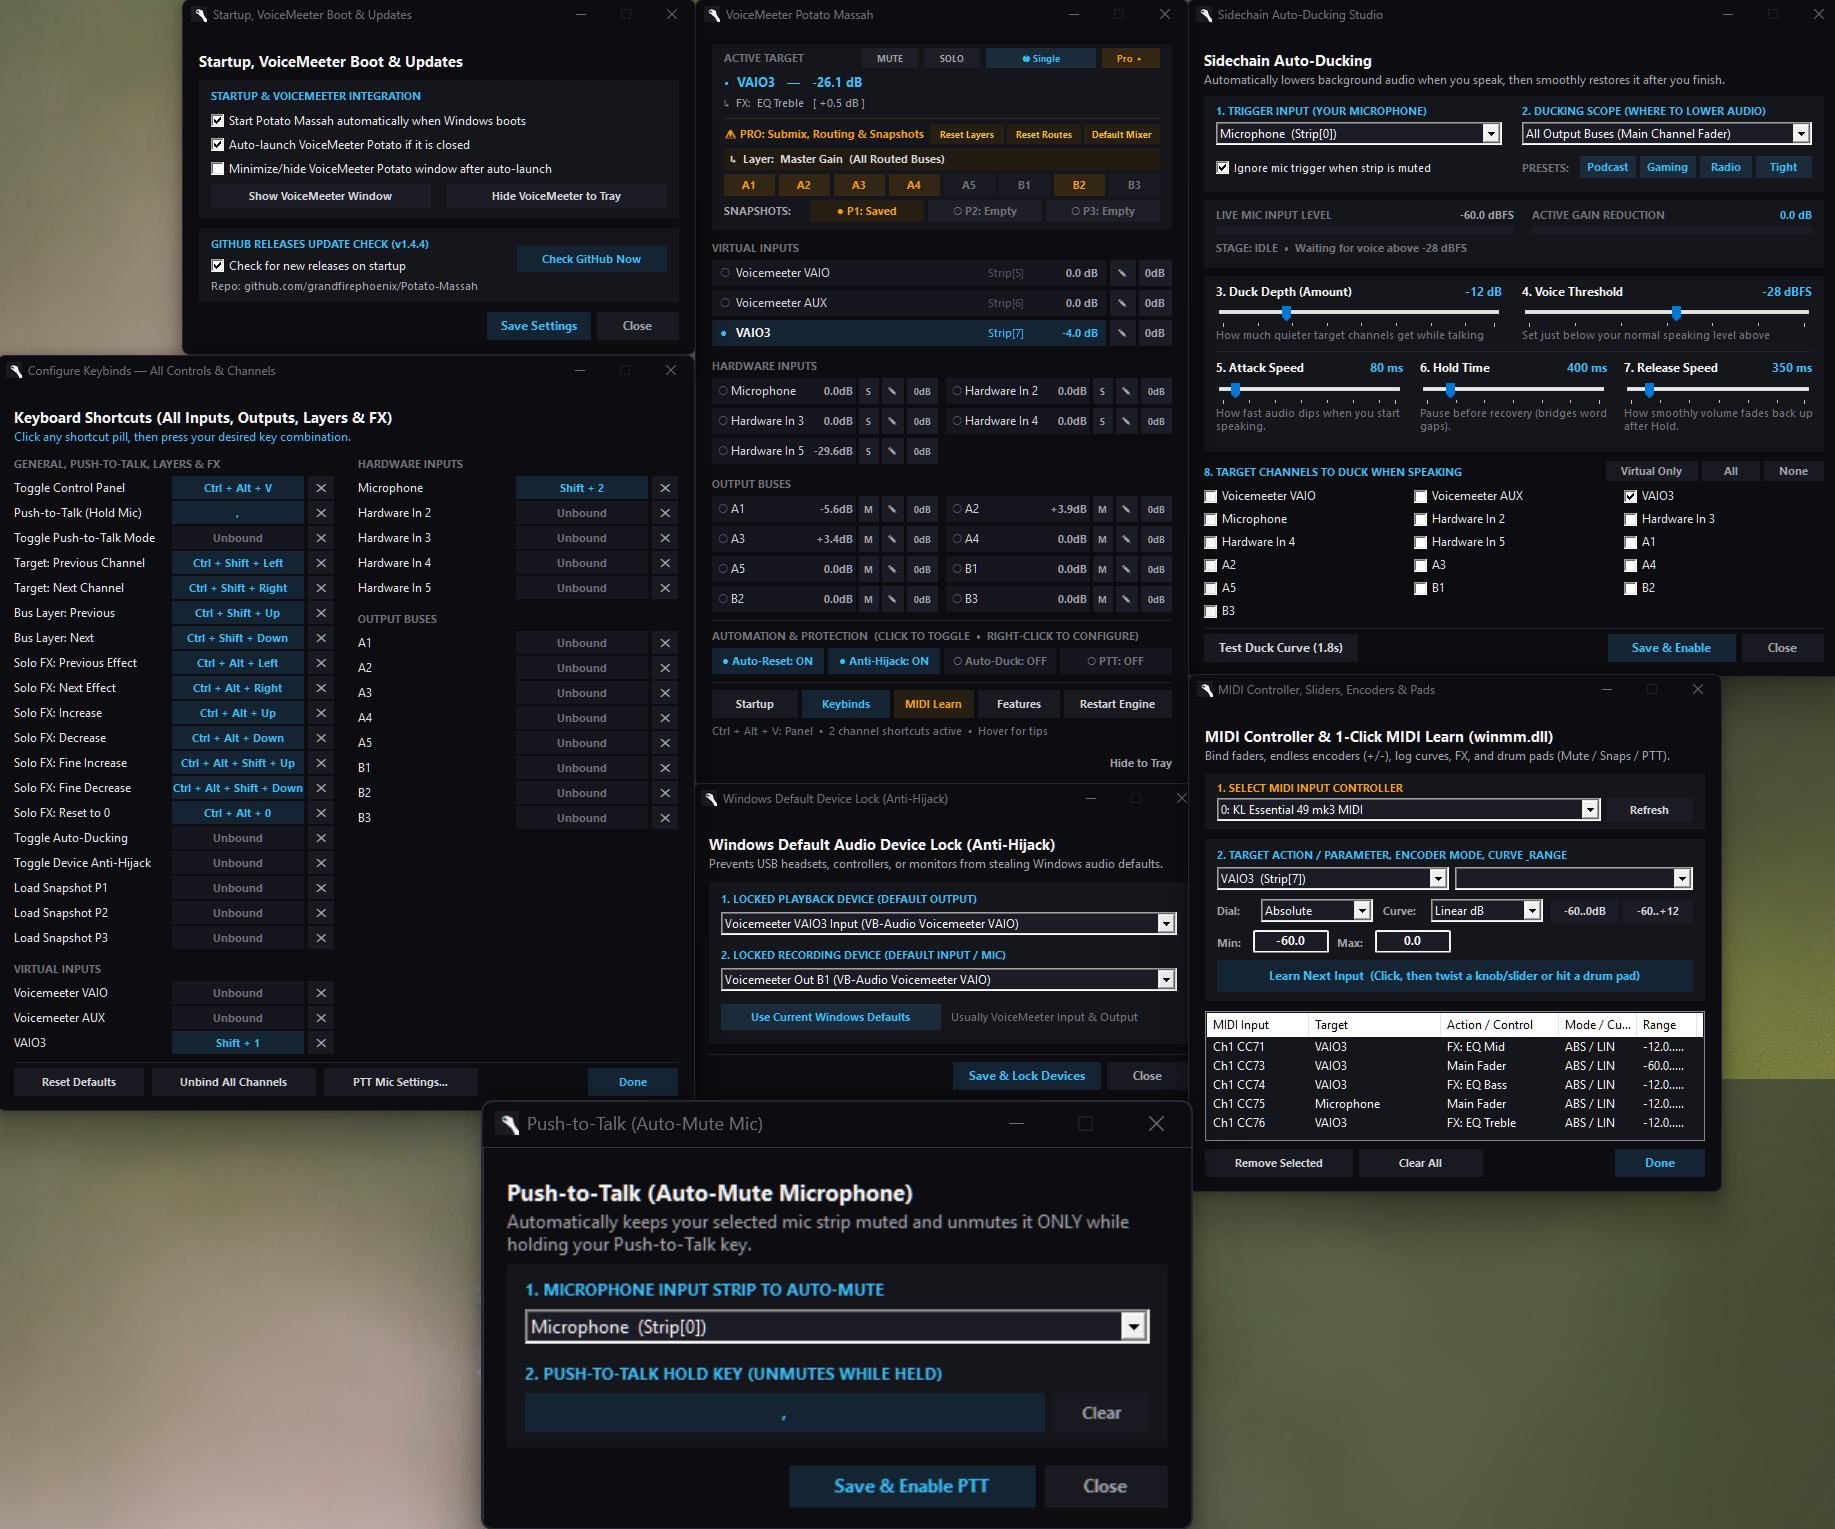 Startup, VoiceMeeter Boot & Updates
Startup, VoiceMeeter Boot & Updates
STARTUP & VOICEMEETER INTEGRATION
Start Potato Massah automatically when Windows boots
Auto-launch VoiceMeeter Potato if it is closed
Minimize/hide VoiceMeeter Potato window after auto-launch
Show VoiceMeeter Window Hide VoiceMeeter to Tray
GITHUB RELEASES UPDATE CHECK (v1.4.4)
Check for new releases on startup Check GitHub Now
Repo: github.com/grandfirephoenix/Potato-Massah
Save Settings Close
Configure Keybinds — All Controls & Channels
Keyboard Shortcuts (All Inputs, Outputs, Layers & FX)
Click any shortcut pill, then press your desired key combination.
GENERAL, PUSH-TO-TALK, LAYERS & FX
Toggle Control Panel Ctrl + Alt + V
Push-to-Talk (Hold Mic) ,
Toggle Push-to-Talk Mode Unbound
Target: Previous Channel Ctrl + Shift + Left
Target: Next Channel Ctrl + Shift + Right
Bus Layer: Previous Ctrl + Shift + Up
Bus Layer: Next Ctrl + Shift + Down
Solo FX: Previous Effect Ctrl + Alt + Left
Solo FX: Next Effect Ctrl + Alt + Right
Solo FX: Increase Ctrl + Alt + Up
Solo FX: Decrease Ctrl + Alt + Down
Solo FX: Fine Increase Ctrl + Alt + Shift + Up
Solo FX: Fine Decrease Ctrl + Alt + Shift + Down
Solo FX: Reset to 0 Ctrl + Alt + 0
Toggle Auto-Ducking Unbound
Toggle Device Anti-Hijack Unbound
Load Snapshot P1 Unbound
Load Snapshot P2 Unbound
Load Snapshot P3 Unbound
VIRTUAL INPUTS
Voicemeeter VAIO Unbound
Voicemeeter AUX Unbound
VAIO3 Shift + 1
HARDWARE INPUTS
Microphone Shift + 2
Hardware In 2 Unbound
Hardware In 3 Unbound
Hardware In 4 Unbound
Hardware In 5 Unbound
OUTPUT BUSES
A1 Unbound
A2 Unbound
A3 Unbound
A4 Unbound
A5 Unbound
B1 Unbound
B2 Unbound
B3 Unbound
Reset Defaults Unbind All Channels PTT Mic Settings... Done
VoiceMeeter Potato Massah
ACTIVE TARGET MUTE SOLO Single Pro
VAIO3 — -26.1 dB
FX: EQ Treble [ +0.5 dB ]
PRO: Submix, Routing & Snapshots Reset Layers Reset Routes Default Mixer
Layer: Master Gain (All Routed Buses)
A1 A2 A3 A4 A5 B1 B2 B3
SNAPSHOTS: P1: Saved P2: Empty P3: Empty
VIRTUAL INPUTS
Voicemeeter VAIO Strip[5] 0.0 dB 0dB
Voicemeeter AUX Strip[6] 0.0 dB 0dB
VAIO3 Strip[7] -4.0 dB 0dB
HARDWARE INPUTS
Microphone 0.0dB S 0dB Hardware In 2 0.0dB S 0dB
Hardware In 3 0.0dB S 0dB Hardware In 4 0.0dB S 0dB
Hardware In 5 -29.6dB S 0dB
OUTPUT BUSES
A1 -5.6dB M 0dB A2 +3.9dB M 0dB
A3 +3.4dB M 0dB A4 0.0dB M 0dB
A5 0.0dB M 0dB B1 0.0dB M 0dB
B2 0.0dB M 0dB B3 0.0dB M 0dB
AUTOMATION & PROTECTION (CLICK TO TOGGLE • RIGHT-CLICK TO CONFIGURE)
Auto-Reset: ON Anti-Hijack: ON Auto-Duck: OFF PTT: OFF
Startup Keybinds MIDI Learn Features Restart Engine
Ctrl + Alt + V: Panel • 2 channel shortcuts active • Hover for tips
Hide to Tray
Windows Default Device Lock (Anti-Hijack)
Windows Default Audio Device Lock (Anti-Hijack)
Prevents USB headsets, controllers, or monitors from stealing Windows audio defaults.
1. LOCKED PLAYBACK DEVICE (DEFAULT OUTPUT)
Voicemeeter VAIO3 Input (VB-Audio Voicemeeter VAIO)
2. LOCKED RECORDING DEVICE (DEFAULT INPUT / MIC)
Voicemeeter Out B1 (VB-Audio Voicemeeter VAIO)
Use Current Windows Defaults Usually VoiceMeeter Input & Output
Save & Lock Devices Close
Sidechain Auto-Ducking Studio
Sidechain Auto-Ducking
Automatically lowers background audio when you speak, then smoothly restores it after you finish.
1. TRIGGER INPUT (YOUR MICROPHONE) 2. DUCKING SCOPE (WHERE TO LOWER AUDIO)
Microphone (Strip[0]) All Output Buses (Main Channel Fader)
Ignore mic trigger when strip is muted PRESETS: Podcast Gaming Radio Tight
LIVE MIC INPUT LEVEL -60.0 dBFS ACTIVE GAIN REDUCTION 0.0 dB
STAGE: IDLE • Waiting for voice above -28 dBFS
3. Duck Depth (Amount) -12 dB 4. Voice Threshold -28 dBFS
How much quieter target channels get while talking Set just below your normal speaking level above
5. Attack Speed 80 ms 6. Hold Time 400 ms 7. Release Speed 350 ms
How fast audio dips when you start Pause before recovery (bridges word How smoothly volume fades back up
speaking. gaps). after Hold.
8. TARGET CHANNELS TO DUCK WHEN SPEAKING Virtual Only All None
Voicemeeter VAIO Voicemeeter AUX VAIO3
Microphone Hardware In 2 Hardware In 3
Hardware In 4 Hardware In 5 A1
A2 A3 A4
A5 B1 B2
B3
Test Duck Curve (1.8s) Save & Enable Close
MIDI Controller, Sliders, Encoders & Pads
MIDI Controller & 1-Click MIDI Learn (winmm.dll)
Bind faders, endless encoders (+/-), log curves, FX, and drum pads (Mute / Snaps / PTT).
1. SELECT MIDI INPUT CONTROLLER
0: KL Essential 49 mk3 MIDI Refresh
2. TARGET ACTION / PARAMETER, ENCODER MODE, CURVE_RANGE
VAIO3 (Strip[7])
Dial: Absolute Curve: Linear dB -60..0dB -60..+12
Min: -60.0 Max: 0.0
Learn Next Input (Click, then twist a knob/slider or hit a drum pad)
MIDI Input Target Action / Control Mode / Cu... Range
Ch1 CC71 VAIO3 FX: EQ Mid ABS / LIN -12.0.....
Ch1 CC73 VAIO3 Main Fader ABS / LIN -60.0.....
Ch1 CC74 VAIO3 FX: EQ Bass ABS / LIN -12.0.....
Ch1 CC75 Microphone Main Fader ABS / LIN -12.0.....
Ch1 CC76 VAIO3 FX: EQ Treble ABS / LIN -12.0.....
Remove Selected Clear All Done
Push-to-Talk (Auto-Mute Mic)
Push-to-Talk (Auto-Mute Microphone)
Automatically keeps your selected mic strip muted and unmutes it ONLY while
holding your Push-to-Talk key.
1. MICROPHONE INPUT STRIP TO AUTO-MUTE
Microphone (Strip[0])
2. PUSH-TO-TALK HOLD KEY (UNMUTES WHILE HELD)
, Clear
Save & Enable PTT Close